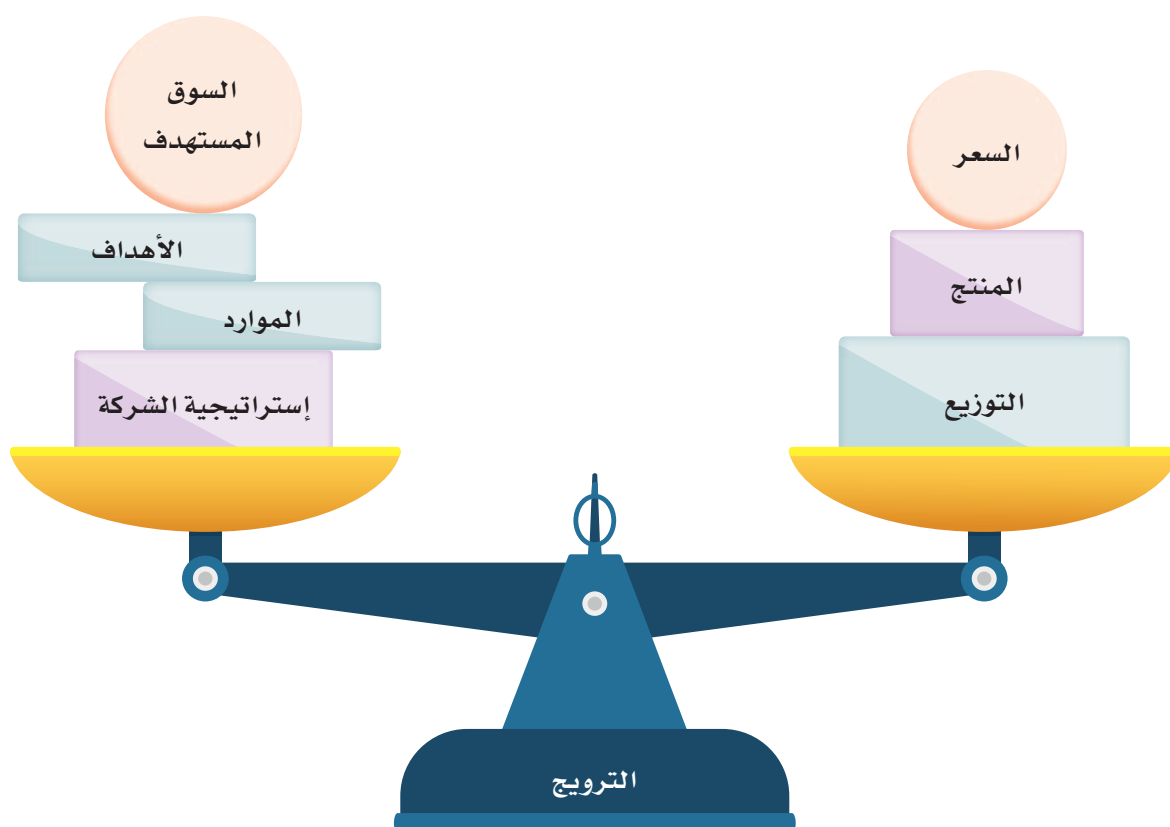 السعر
المنتج
التوزيع
السوق
المستهدف
الأهداف
الموارد
إستراتيجية الشركة
الترويج